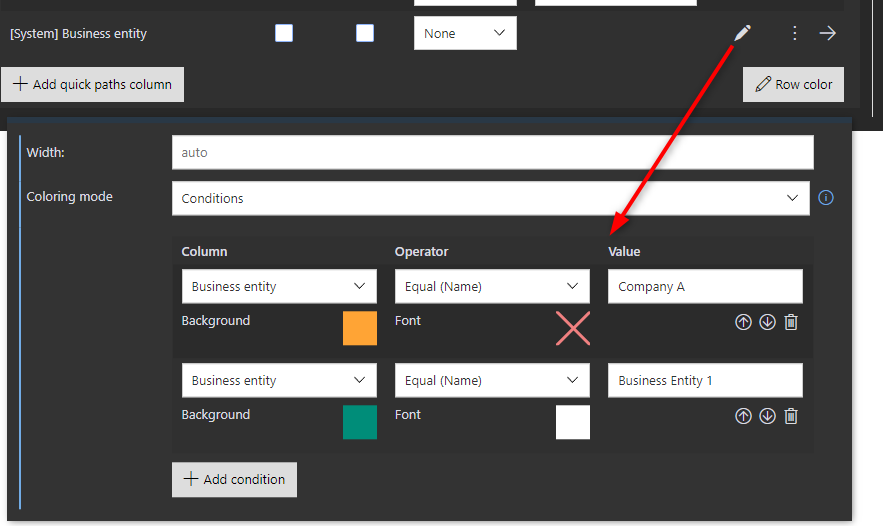 [System] Business entity None
Add quick paths column Row color
Width: auto
Coloring mode Conditions
Column Operator Value
Business entity Equal (Name) Company A
Background Font
Business entity Equal (Name) Business Entity 1
Background Font
Add condition